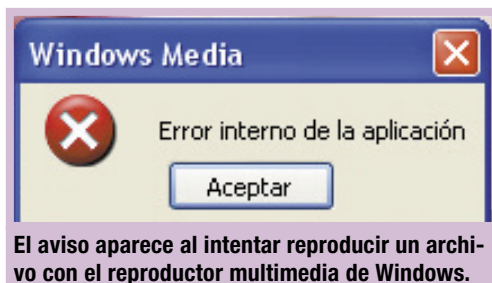 Windows Media
Error interno de la aplicación
Aceptar
El aviso aparece al intentar reproducir un archi-
vo con el reproductor multimedia de Windows.